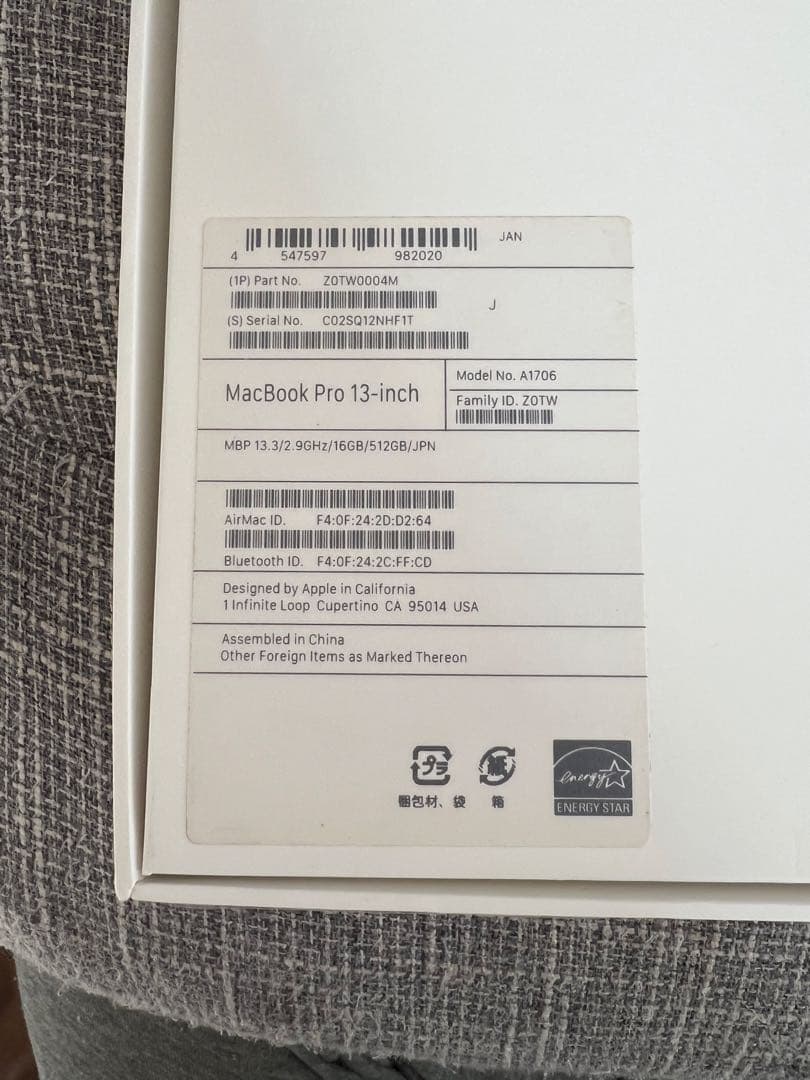 JAN
4 547597 982020
(1P) Part No. Z0TW0004M
J
(S) Serial No. C02SQ12NHF1T
MacBook Pro 13-inch
Model No. A1706
Family ID. Z0TW
MBP 13.3/2.9GHz/16GB/512GB/JPN
AirMac ID. F4:0F:24:2D:D2:64
Bluetooth ID. F4:0F:24:2C:FF:CD
Designed by Apple in California
1 Infinite Loop Cupertino CA 95014 USA
Assembled in China
Other Foreign Items as Marked Thereon
プラ 紙
梱包材、袋 箱
energy
ENERGY STAR